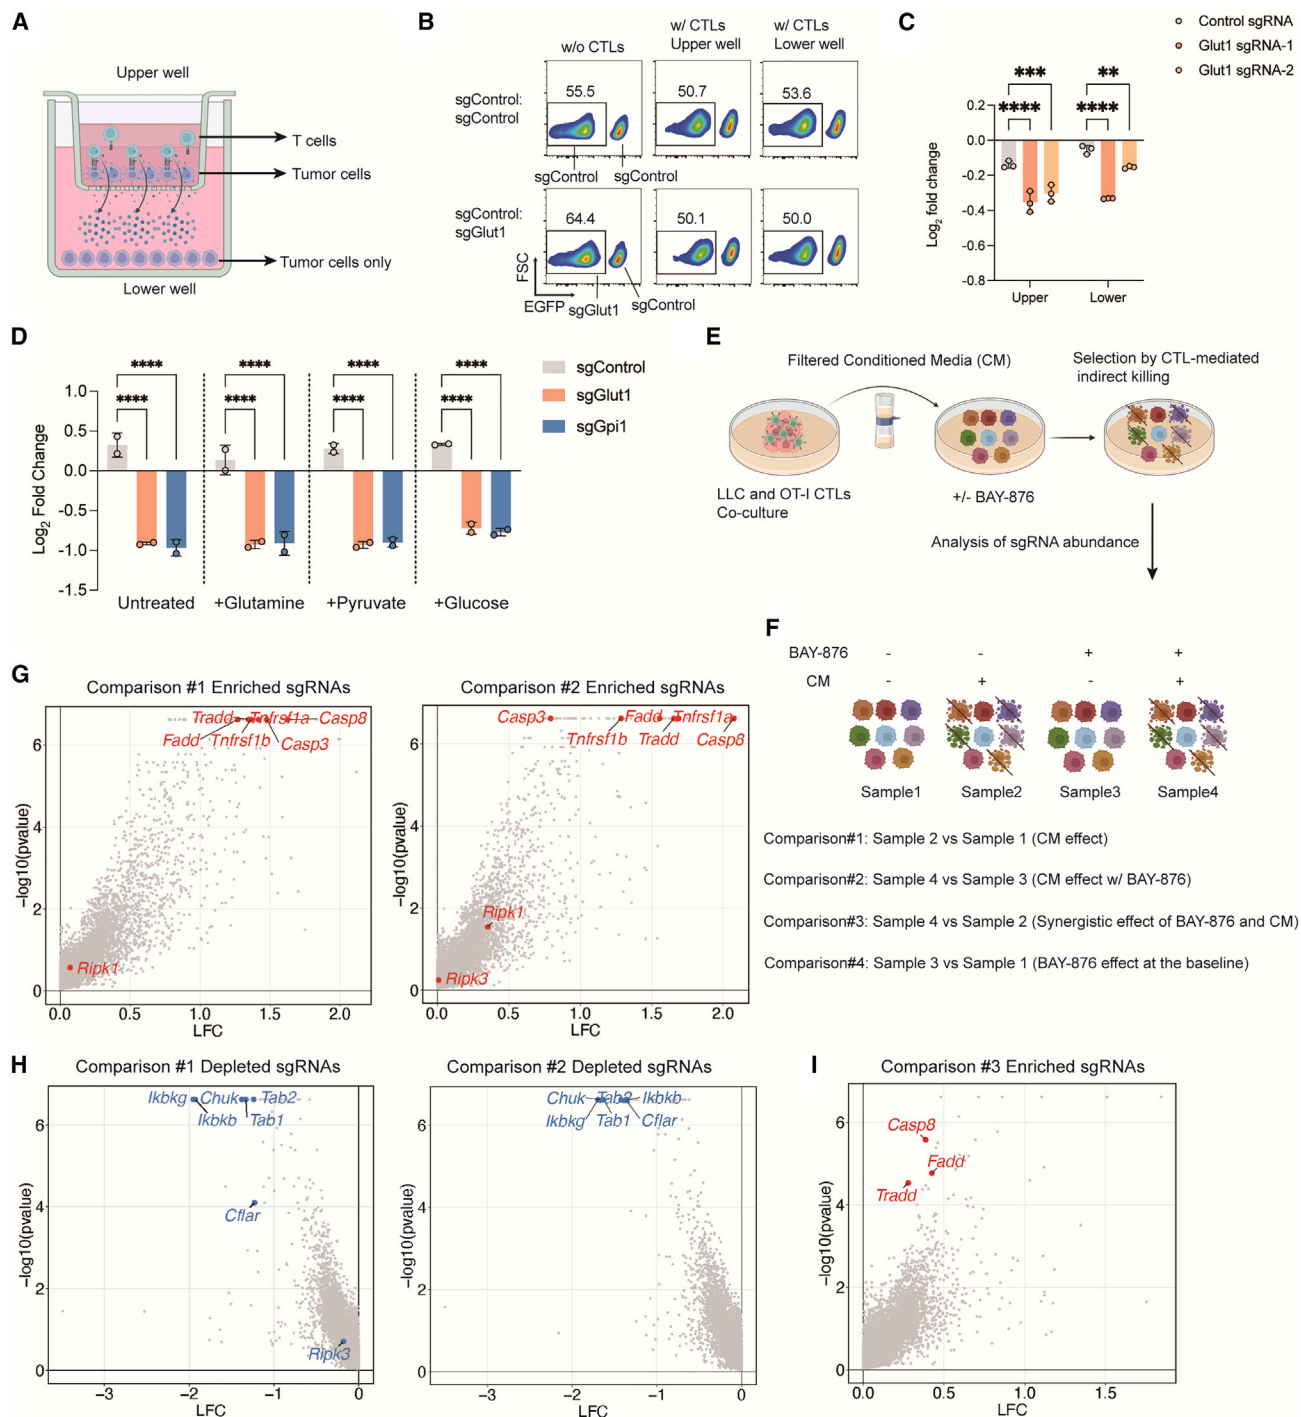 A
Upper well
T cells
Tumor cells
Tumor cells only
Lower well
B
w/o CTLs
w/ CTLs
Upper well
w/ CTLs
Lower well
sgControl:
sgControl
55.5
50.7
53.6
sgControl
sgControl
sgControl:
sgGlut1
64.4
50.1
50.0
FSC
EGFP
sgGlut1
sgControl
C
Control sgRNA
Glut1 sgRNA-1
Glut1 sgRNA-2
*** **
**** ****
Log2 fold change
0.2
0.0
-0.2
-0.4
-0.6
-0.8
Upper Lower
D
**** **** **** ****
**** **** **** ****
sgControl
sgGlut1
sgGpi1
Log2 Fold Change
1.0
0.5
0.0
-0.5
-1.0
-1.5
Untreated +Glutamine +Pyruvate +Glucose
E
Filtered Conditioned Media (CM)
Selection by CTL-mediated
indirect killing
LLC and OT-I CTLs
Co-culture
+/- BAY-876
Analysis of sgRNA abundance
F
BAY-876 - - + +
CM - + - +
Sample1 Sample2 Sample3 Sample4
Comparison#1: Sample 2 vs Sample 1 (CM effect)
Comparison#2: Sample 4 vs Sample 3 (CM effect w/ BAY-876)
Comparison#3: Sample 4 vs Sample 2 (Synergistic effect of BAY-876 and CM)
Comparison#4: Sample 3 vs Sample 1 (BAY-876 effect at the baseline)
G
Comparison #1 Enriched sgRNAs
Tradd Tnfrsf1a Casp8
Fadd Tnfrsf1b Casp3
Ripk1
-log10(pvalue)
6
4
2
0
0.0 0.5 1.0 1.5 2.0
LFC
Comparison #2 Enriched sgRNAs
Casp3 Fadd Tnfrsf1a
Tnfrsf1b Tradd Casp8
Ripk1
Ripk3
-log10(pvalue)
6
4
2
0
0.0 0.5 1.0 1.5 2.0
LFC
H
Comparison #1 Depleted sgRNAs
Ikbkg Chuk Tab2
Ikbkb Tab1
Cflar
Ripk3
-log10(pvalue)
6
4
2
0
-3 -2 -1 0
LFC
Comparison #2 Depleted sgRNAs
Chuk Tab2 Ikbkb
Ikbkg Tab1 Cflar
-log10(pvalue)
6
4
2
0
-3 -2 -1 0
LFC
I
Comparison #3 Enriched sgRNAs
Casp8
Fadd
Tradd
-log10(pvalue)
6
4
2
0
0.0 0.5 1.0 1.5
LFC